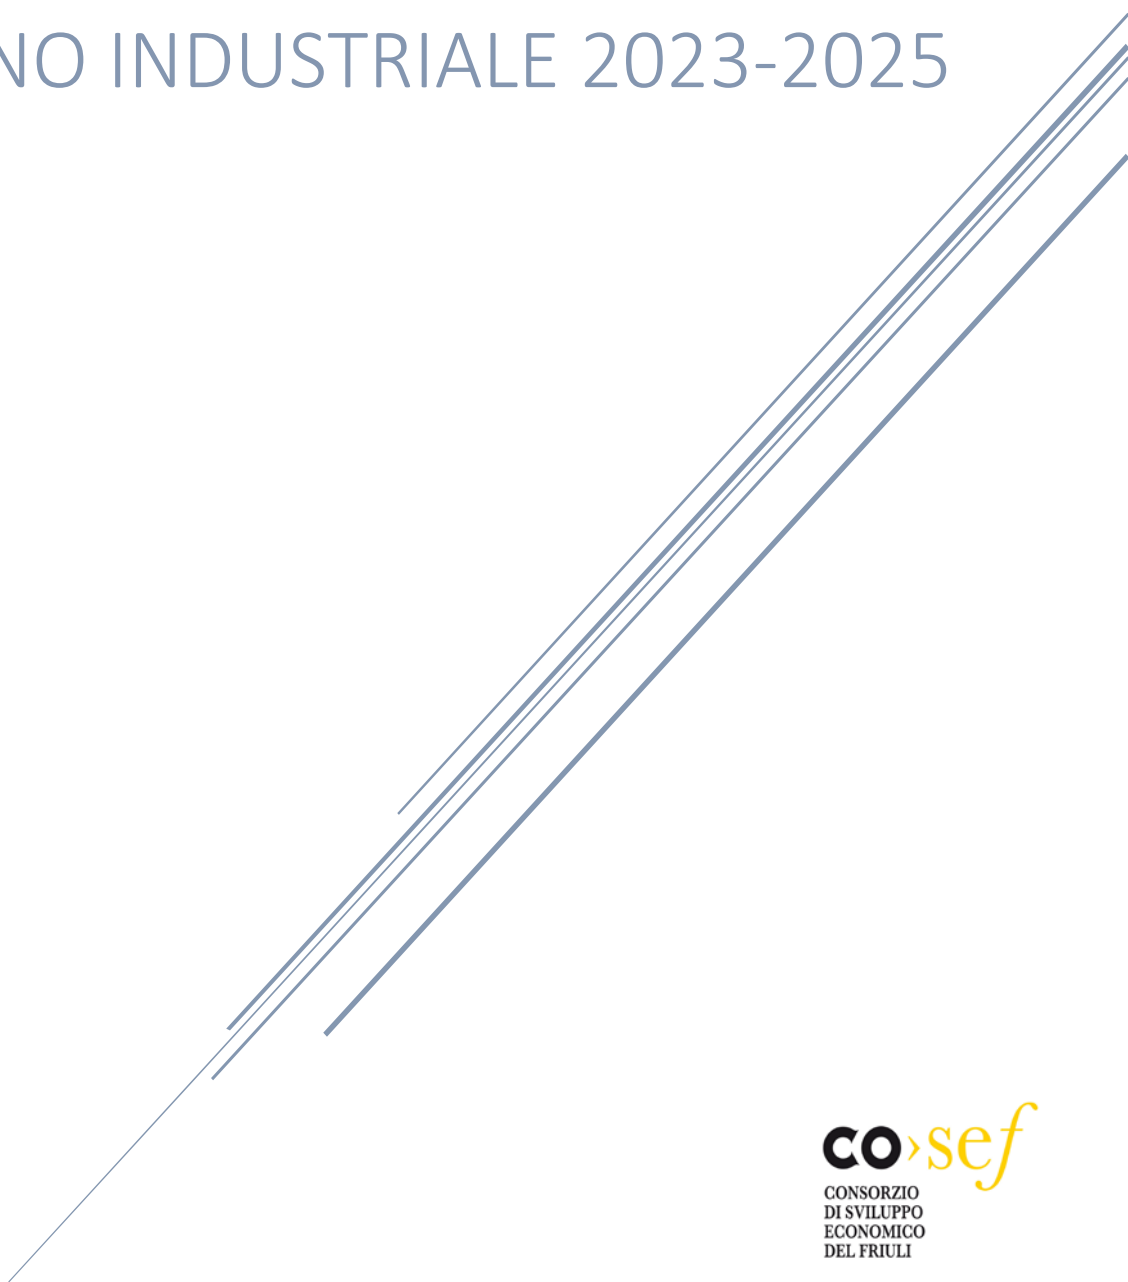 NO INDUSTRIALE 2023-2025
co›sef
CONSORZIO
DI SVILUPPO
ECONOMICO
DEL FRIULI